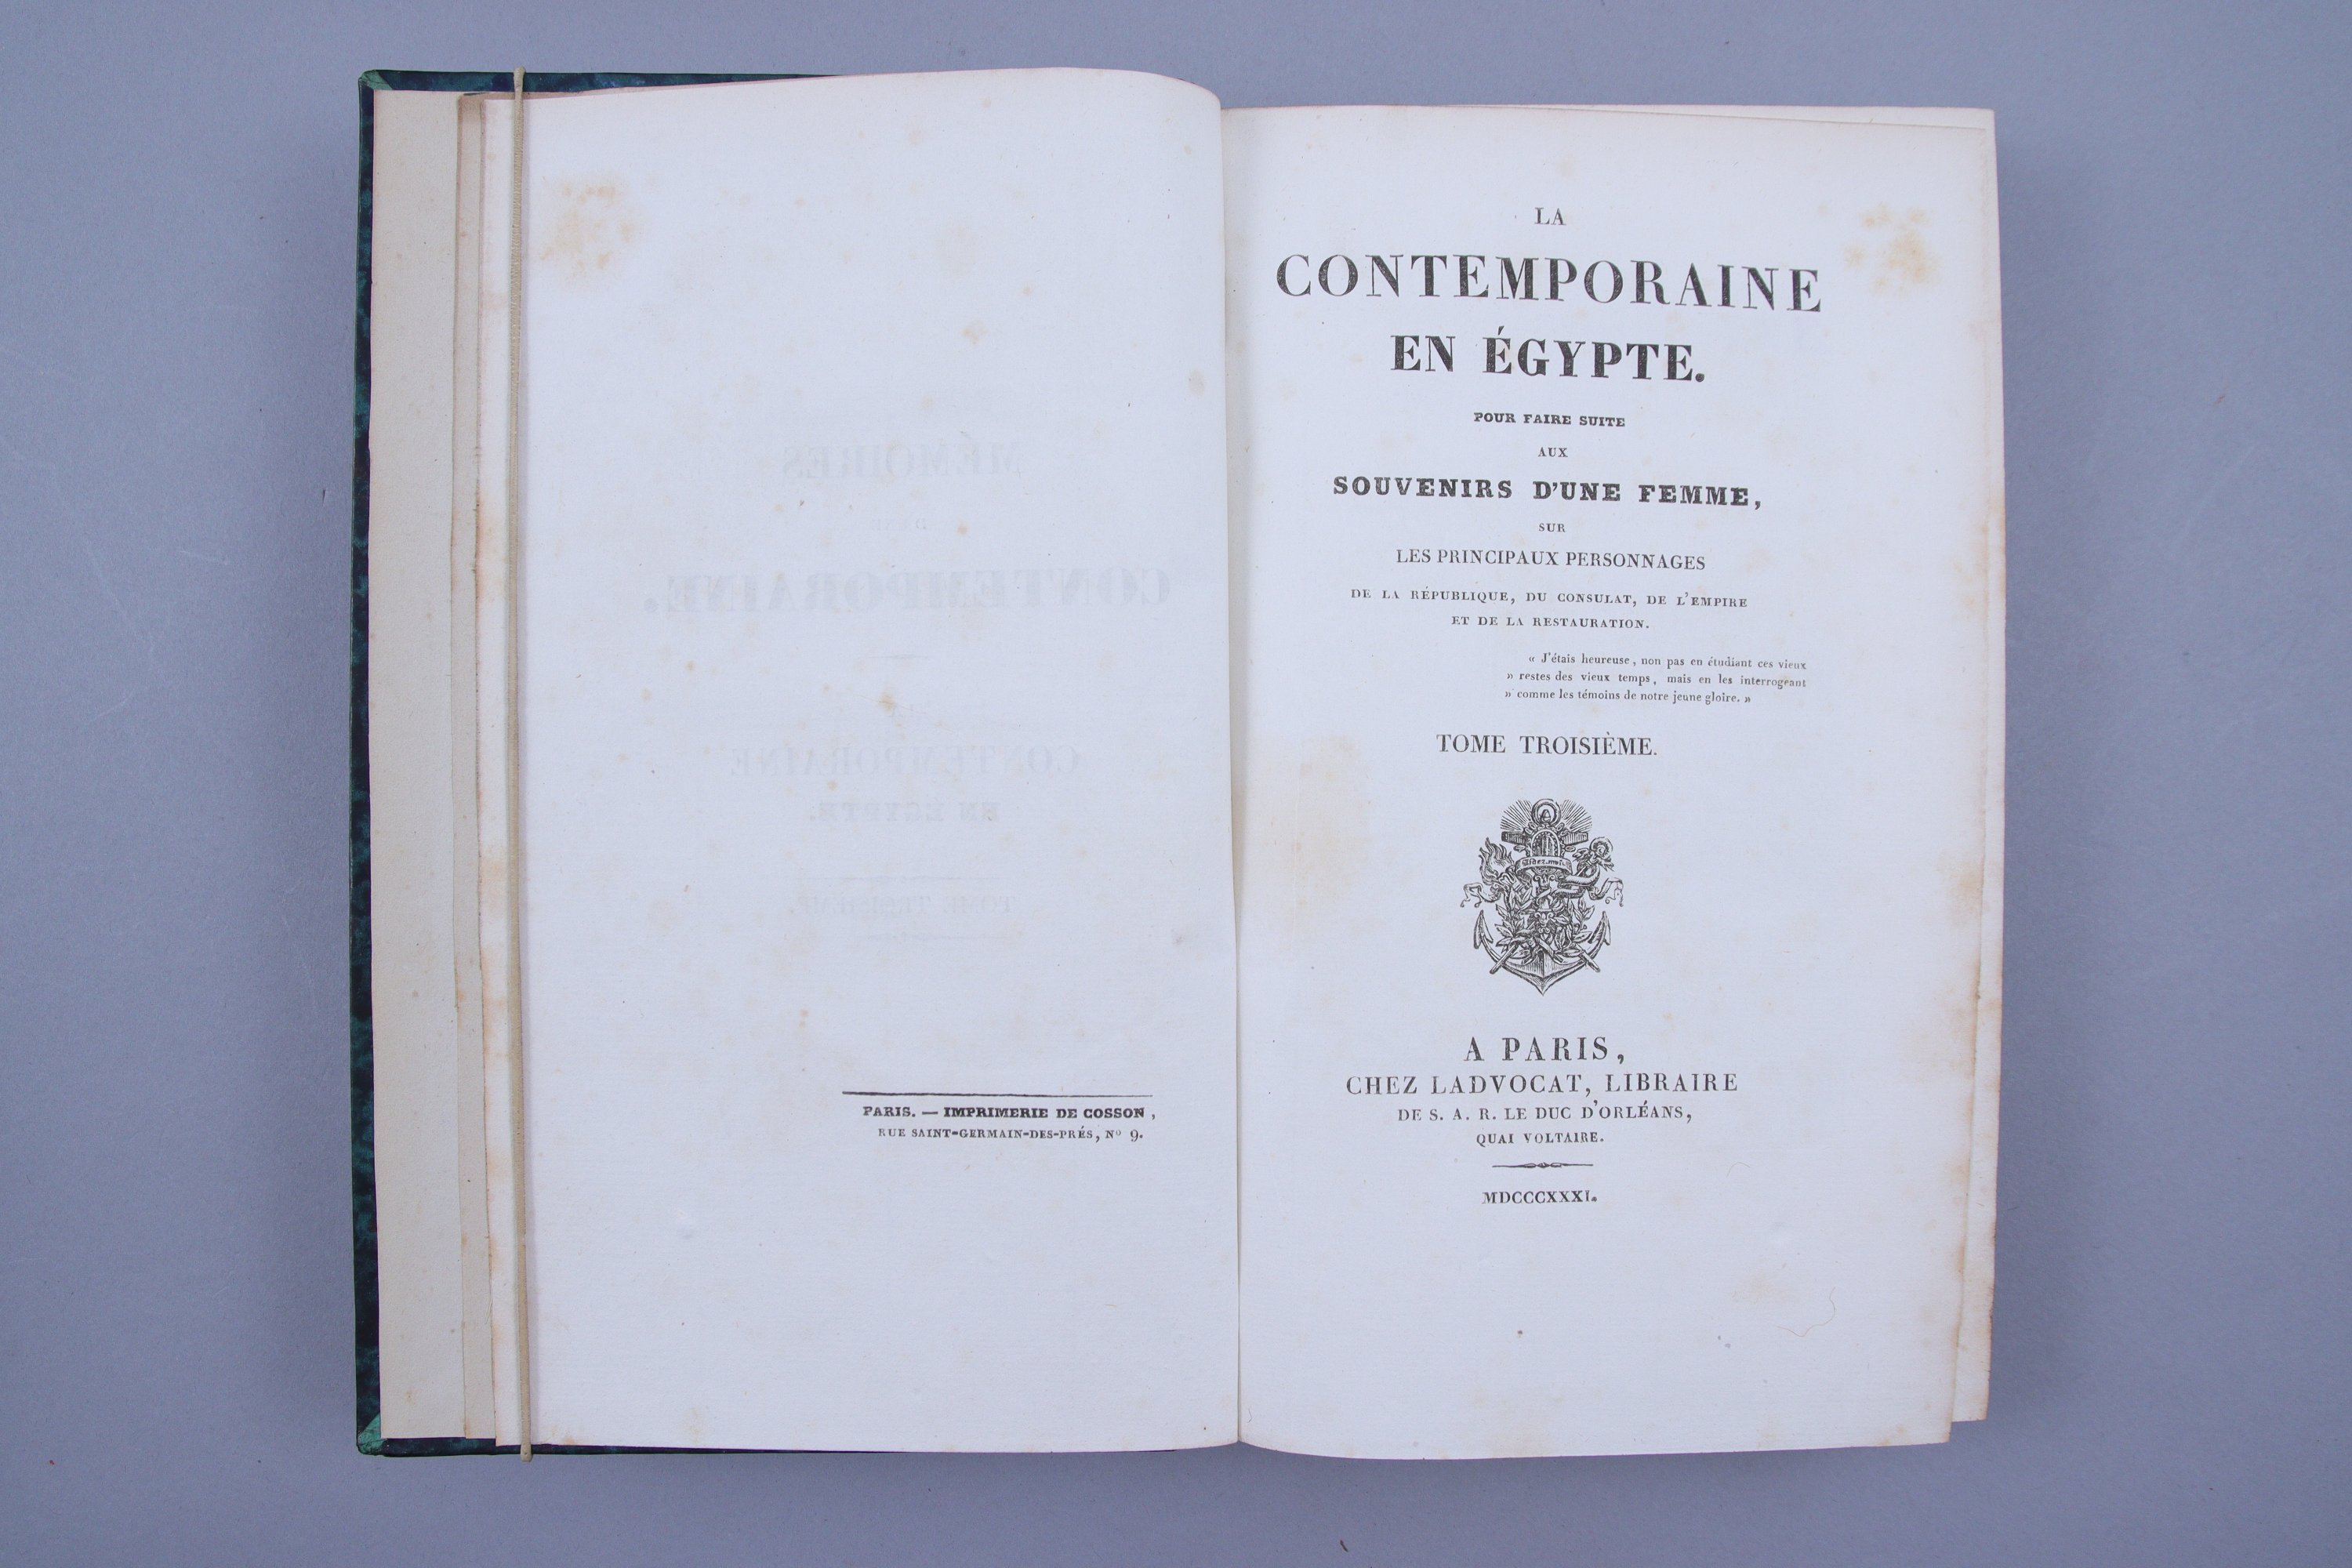 PARIS. — IMPRIMERIE DE COSSON,
RUE SAINT-GERMAIN-DES-PRÉS, Nº 9.
LA
CONTEMPORAINE
EN ÉGYPTE.
POUR FAIRE SUITE
AUX
SOUVENIRS D'UNE FEMME,
SUR
LES PRINCIPAUX PERSONNAGES
DE LA RÉPUBLIQUE, DU CONSULAT, DE L'EMPIRE
ET DE LA RESTAURATION.
« J'étais heureuse, non pas en étudiant ces vieux
» restes des vieux temps, mais en les interrogeant
» comme les témoins de notre jeune gloire. »
TOME TROISIÈME.
A PARIS,
CHEZ LADVOCAT, LIBRAIRE
DE S. A. R. LE DUC D'ORLÉANS,
QUAI VOLTAIRE.
MDCCCXXXI.